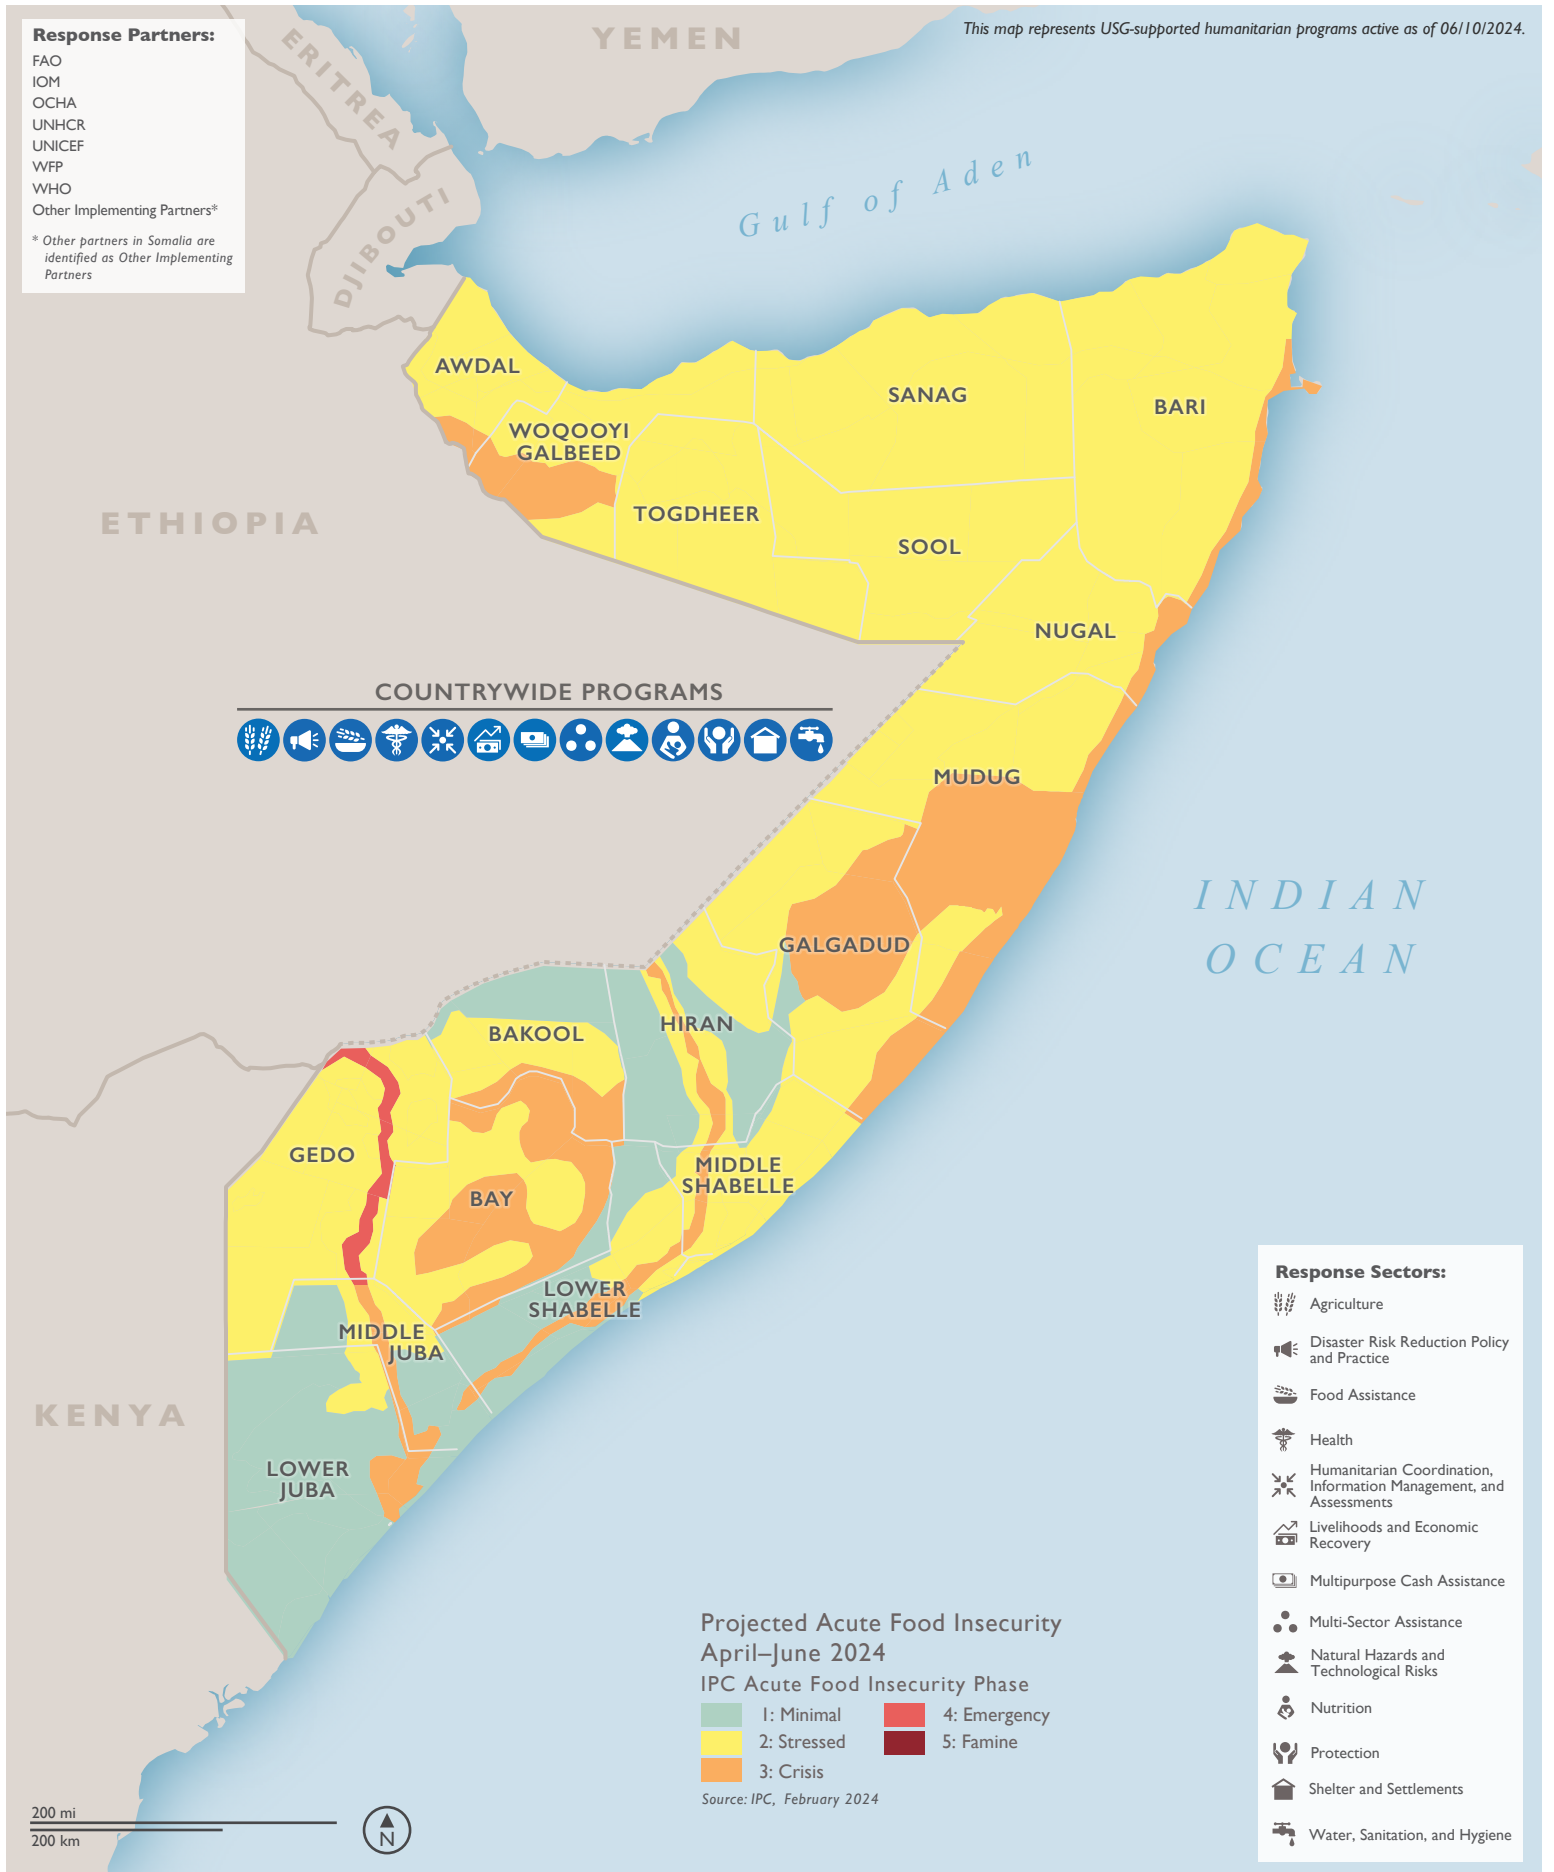 Response Partners:
FAO
IOM
OCHA
UNHCR
UNICEF
WFP
WHO
Other Implementing Partners*
* Other partners in Somalia are
identified as Other Implementing
Partners
This map represents USG-supported humanitarian programs active as of 06/10/2024.
YEMEN
ERITREA
DJIBOUTI
Gulf of Aden
AWDAL
WOQOOYI
GALBEED
SANAG
BARI
TOGDHEER
SOOL
ETHIOPIA
NUGAL
COUNTRYWIDE PROGRAMS
MUDUG
INDIAN
OCEAN
GALGADUD
HIRAN
BAKOOL
GEDO
BAY
MIDDLE
SHABELLE
LOWER
SHABELLE
MIDDLE
JUBA
KENYA
LOWER
JUBA
Response Sectors:
Agriculture
Disaster Risk Reduction Policy
and Practice
Food Assistance
Health
Humanitarian Coordination,
Information Management, and
Assessments
Livelihoods and Economic
Recovery
Multipurpose Cash Assistance
Multi-Sector Assistance
Natural Hazards and
Technological Risks
Nutrition
Protection
Shelter and Settlements
Water, Sanitation, and Hygiene
Projected Acute Food Insecurity
April–June 2024
IPC Acute Food Insecurity Phase
1: Minimal
2: Stressed
3: Crisis
4: Emergency
5: Famine
Source: IPC, February 2024
200 mi
200 km
N